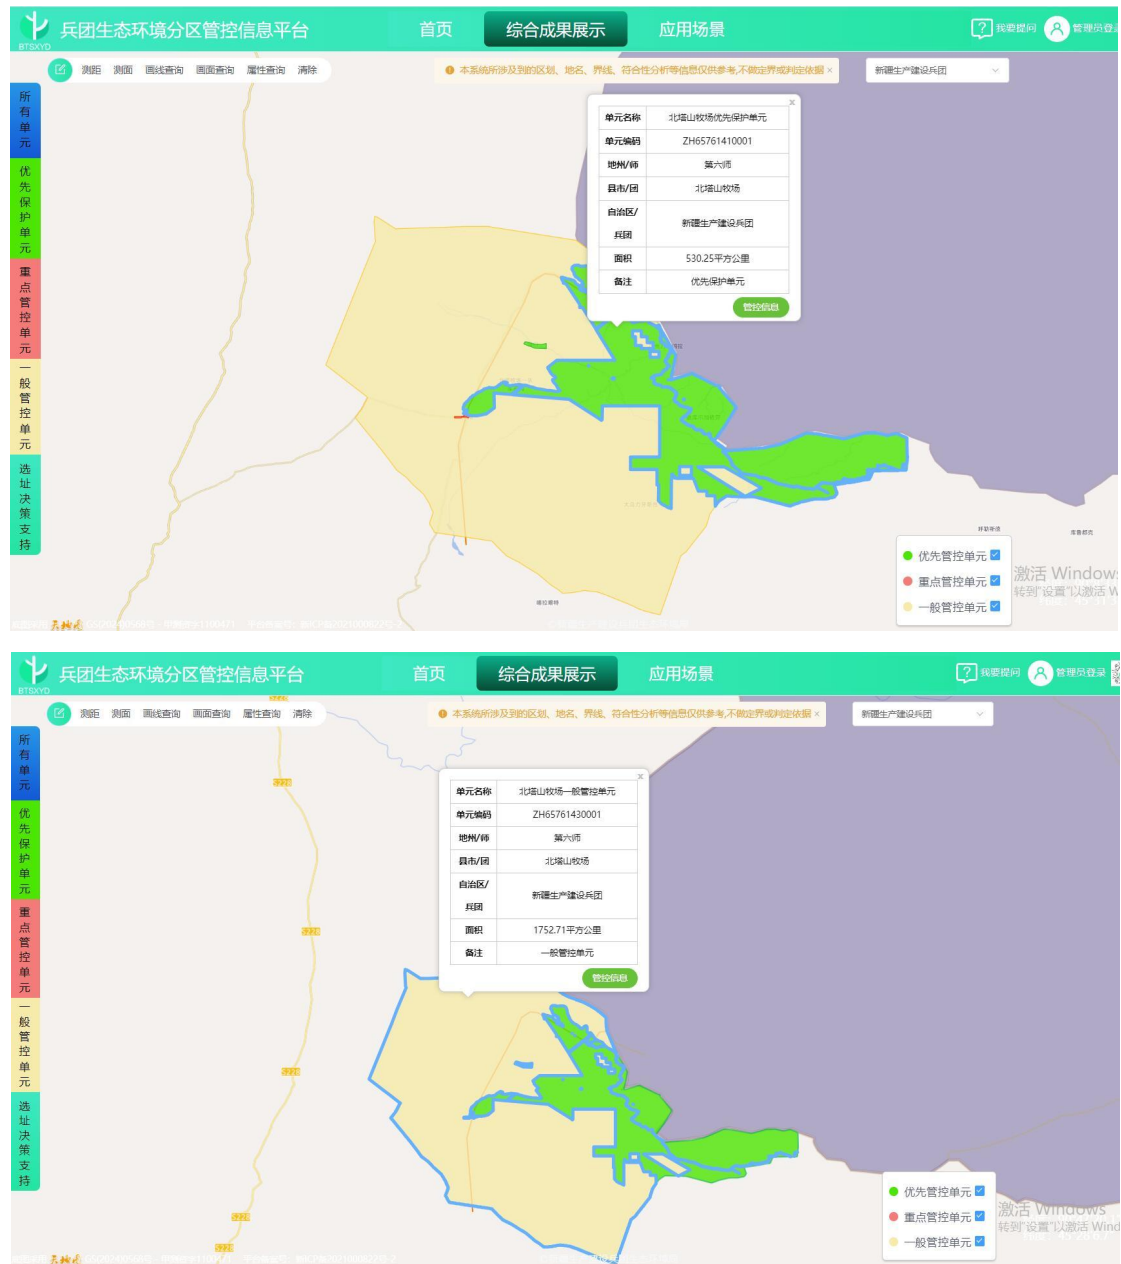 兵团生态环境分区管控信息平台
BTSXYD
首页
综合成果展示
应用场景
我要提问
管理员登
测距 测面 画线查询 画面查询 属性查询 清除
本系统所涉及到的区划、地名、界线、符合性分析等信息仅供参考,不做定界或判定依据 ×
新疆生产建设兵团
所有单元
优先保护单元
重点管控单元
一般管控单元
选址决策支持
x
单元名称 北塔山牧场优先保护单元
单元编码 ZH65761410001
地州/师 第六师
县市/团 北塔山牧场
自治区/兵团 新疆生产建设兵团
面积 530.25平方公里
备注 优先保护单元
管控信息
优先管控单元
重点管控单元
一般管控单元
激活 Windows
转到"设置"以激活 W
天地图
兵团生态环境分区管控信息平台
BTSXYD
首页
综合成果展示
应用场景
我要提问
管理员登录
测距 测面 画线查询 画面查询 属性查询 清除
本系统所涉及到的区划、地名、界线、符合性分析等信息仅供参考,不做定界或判定依据 ×
新疆生产建设兵团
所有单元
优先保护单元
重点管控单元
一般管控单元
选址决策支持
S228
S228
S228
S228
S228
x
单元名称 北塔山牧场一般管控单元
单元编码 ZH65761430001
地州/师 第六师
县市/团 北塔山牧场
自治区/兵团 新疆生产建设兵团
面积 1752.71平方公里
备注 一般管控单元
管控信息
优先管控单元
重点管控单元
一般管控单元
激活 Windows
转到"设置"以激活 Wind
天地图